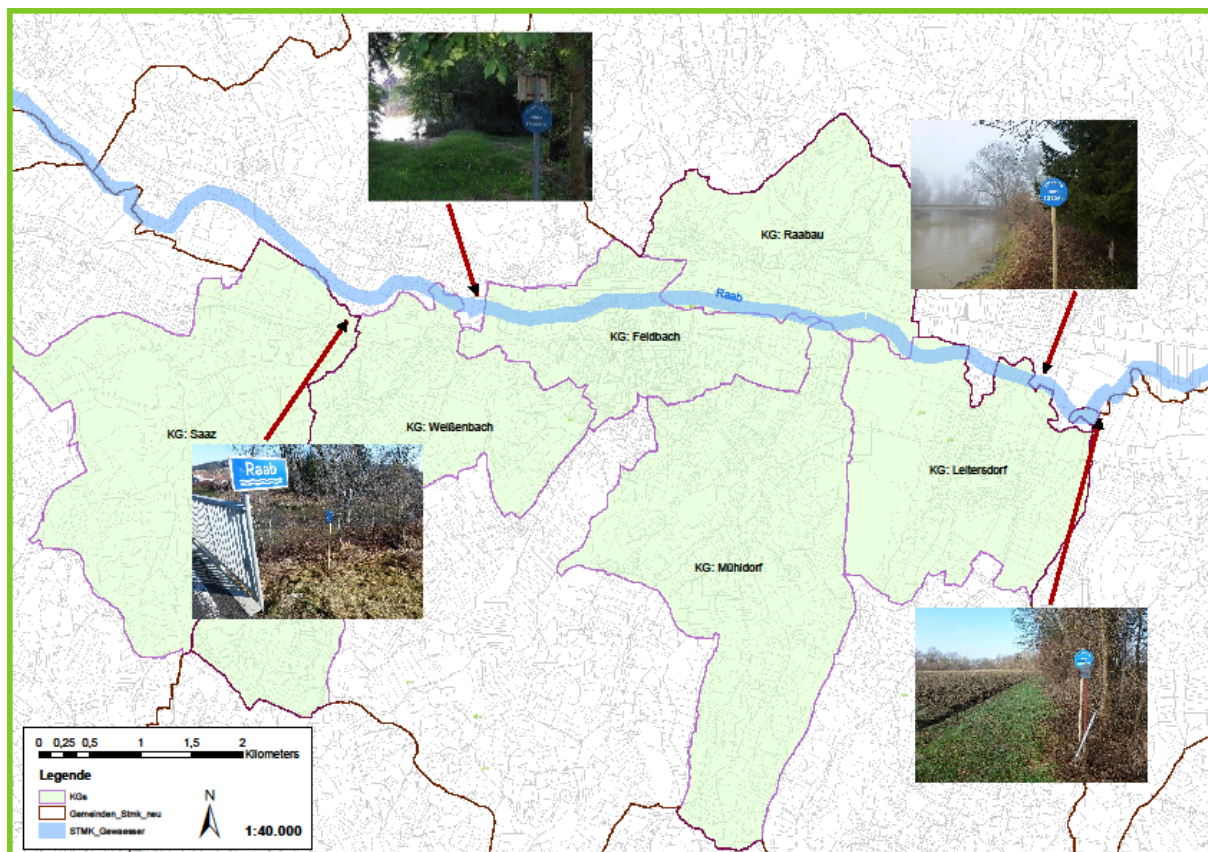 KG: Raabau
Raab
KG: Feldbach
KG: Saaz
KG: Weißenbach
KG: Leitersdorf
Raab
KG: Mühldorf
0 0,25 0,5 1 1,5 2
Kilometers
Legende
KGs
Gemeinden_Stmk_neu
STMK_Gewaesser
N
1:40.000